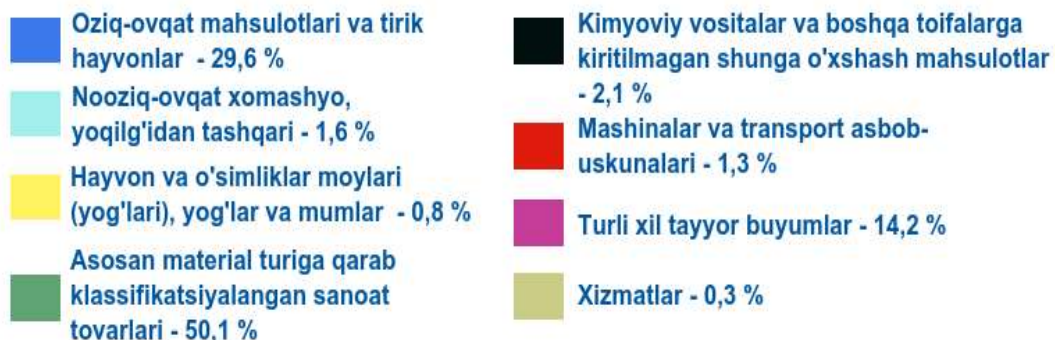 Oziq-ovqat mahsulotlari va tirik
hayvonlar - 29,6 %
Nooziq-ovqat xomashyo,
yoqilg'idan tashqari - 1,6 %
Hayvon va o'simliklar moylari
(yog'lari), yog'lar va mumlar - 0,8 %
Asosan material turiga qarab
klassifikatsiyalangan sanoat
tovarlari - 50,1 %
Kimyoviy vositalar va boshqa toifalarga
kiritilmagan shunga o'xshash mahsulotlar
- 2,1 %
Mashinalar va transport asbob-
uskunalari - 1,3 %
Turli xil tayyor buyumlar - 14,2 %
Xizmatlar - 0,3 %